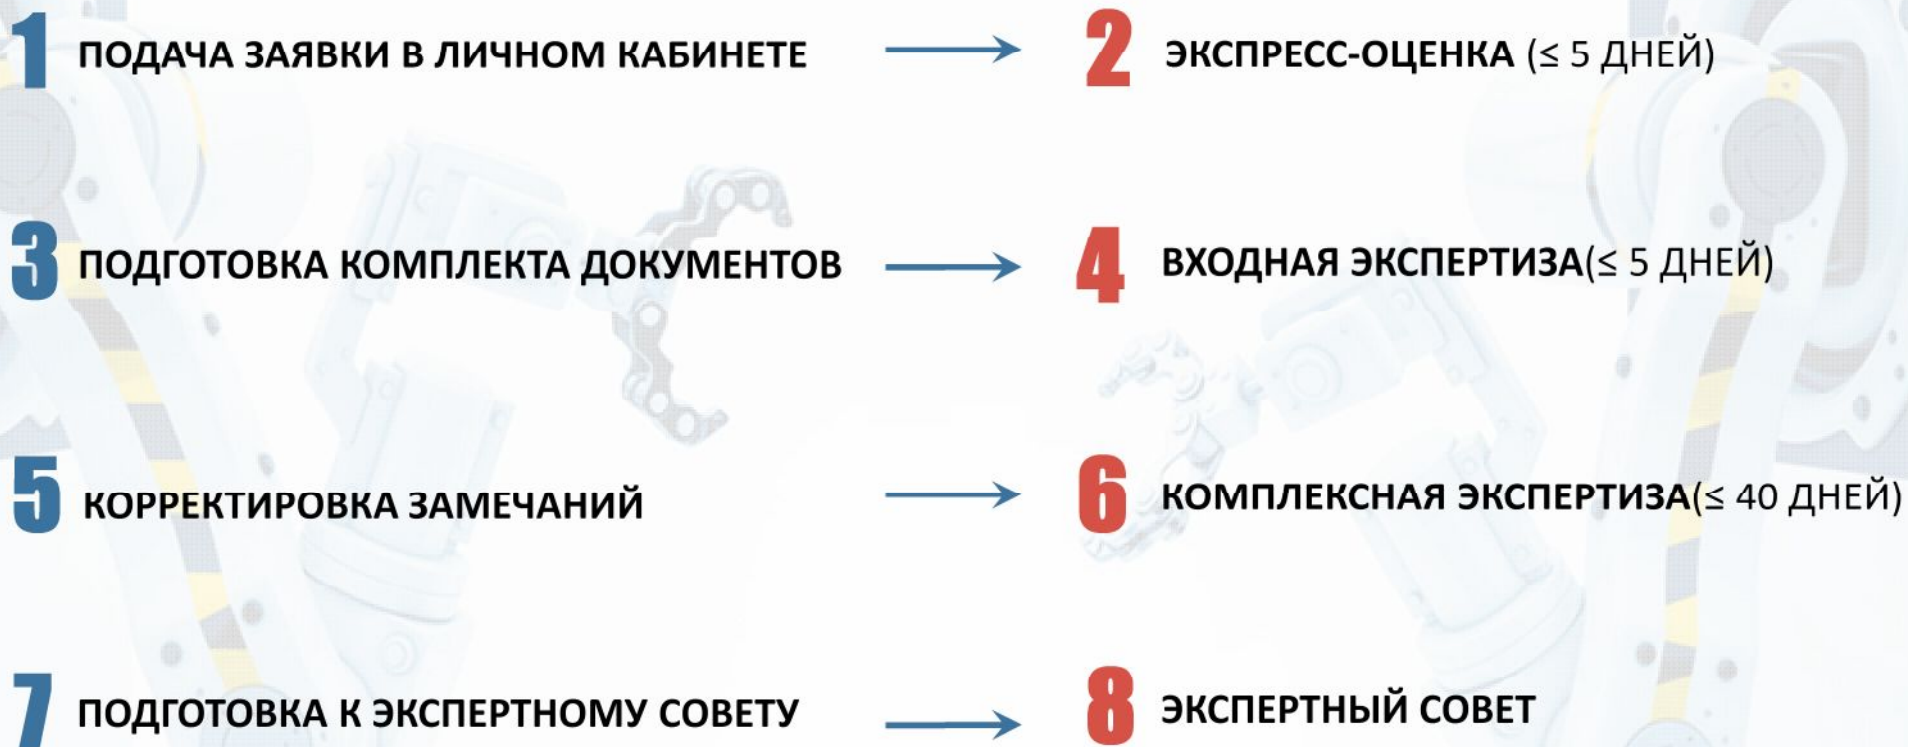 1 ПОДАЧА ЗАЯВКИ В ЛИЧНОМ КАБИНЕТЕ
2 ЭКСПРЕСС-ОЦЕНКА (≤ 5 ДНЕЙ)
3 ПОДГОТОВКА КОМПЛЕКТА ДОКУМЕНТОВ
4 ВХОДНАЯ ЭКСПЕРТИЗА(≤ 5 ДНЕЙ)
5 КОРРЕКТИРОВКА ЗАМЕЧАНИЙ
6 КОМПЛЕКСНАЯ ЭКСПЕРТИЗА(≤ 40 ДНЕЙ)
7 ПОДГОТОВКА К ЭКСПЕРТНОМУ СОВЕТУ
8 ЭКСПЕРТНЫЙ СОВЕТ